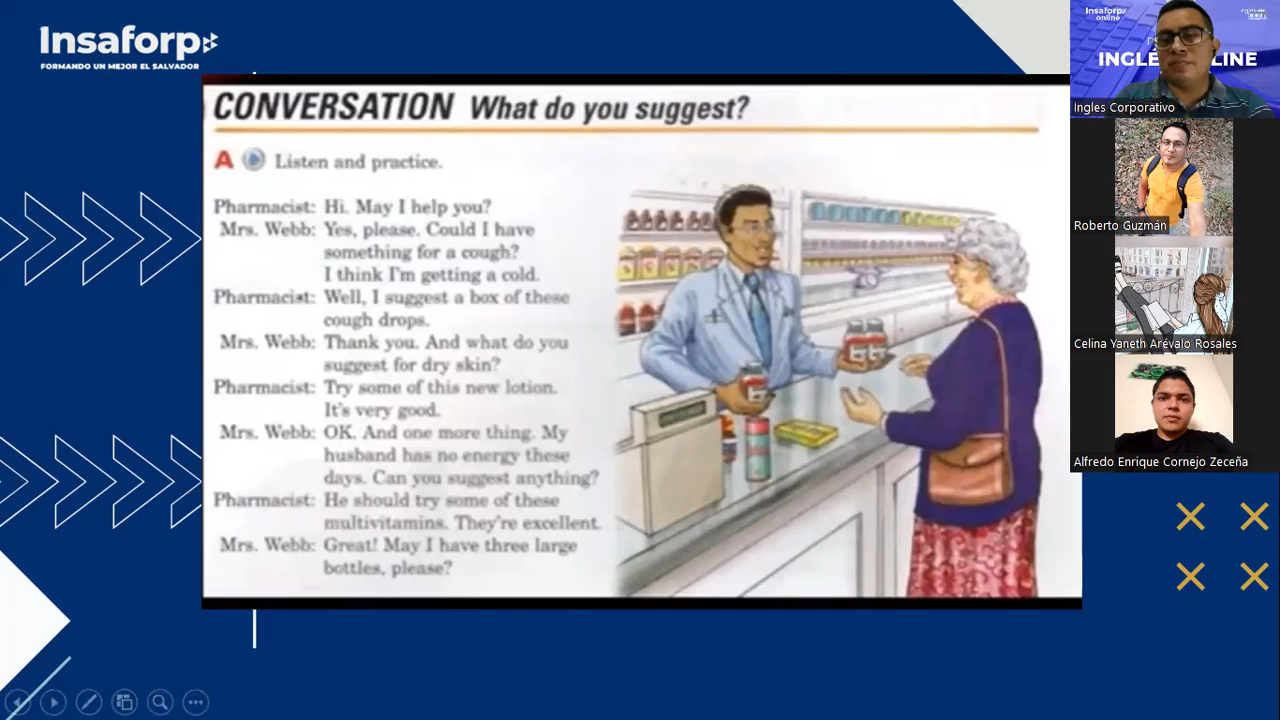 Insaforp
FORMANDO UN MEJOR EL SALVADOR
CONVERSATION What do you suggest?
A Listen and practice.
Pharmacist: Hi. May I help you?
Mrs. Webb: Yes, please. Could I have
something for a cough?
I think I'm getting a cold.
Pharmacist: Well, I suggest a box of these
cough drops.
Mrs. Webb: Thank you. And what do you
suggest for dry skin?
Pharmacist: Try some of this new lotion.
It's very good.
Mrs. Webb: OK. And one more thing. My
husband has no energy these
days. Can you suggest anything?
Pharmacist: He should try some of these
multivitamins. They're excellent.
Mrs. Webb: Great! May I have three large
bottles, please?
Insaforp
online
INGLÉ LINE
Ingles Corporativo
Roberto Guzmán
Celina Yaneth Arévalo Rosales
Alfredo Enrique Cornejo Zeceña